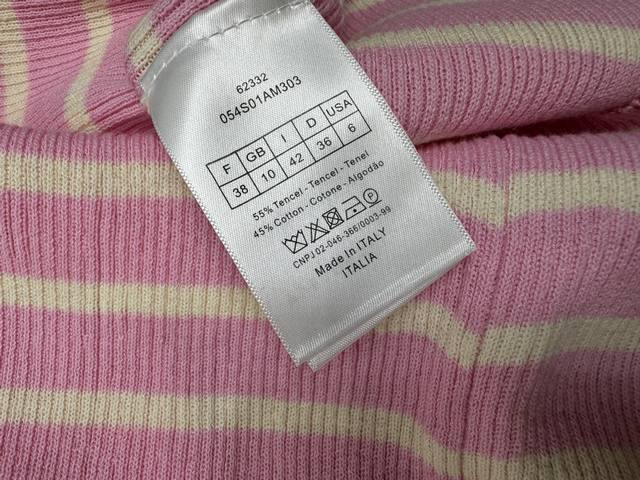 62332
054S01AM303
F GB I D USA
38 10 42 36 6
55% Tencel - Tencel - Tenel
45% Cotton - Cotone - Algodão
P
CNPJ 02-046-366/0003-99
Made In ITALY
ITALIA